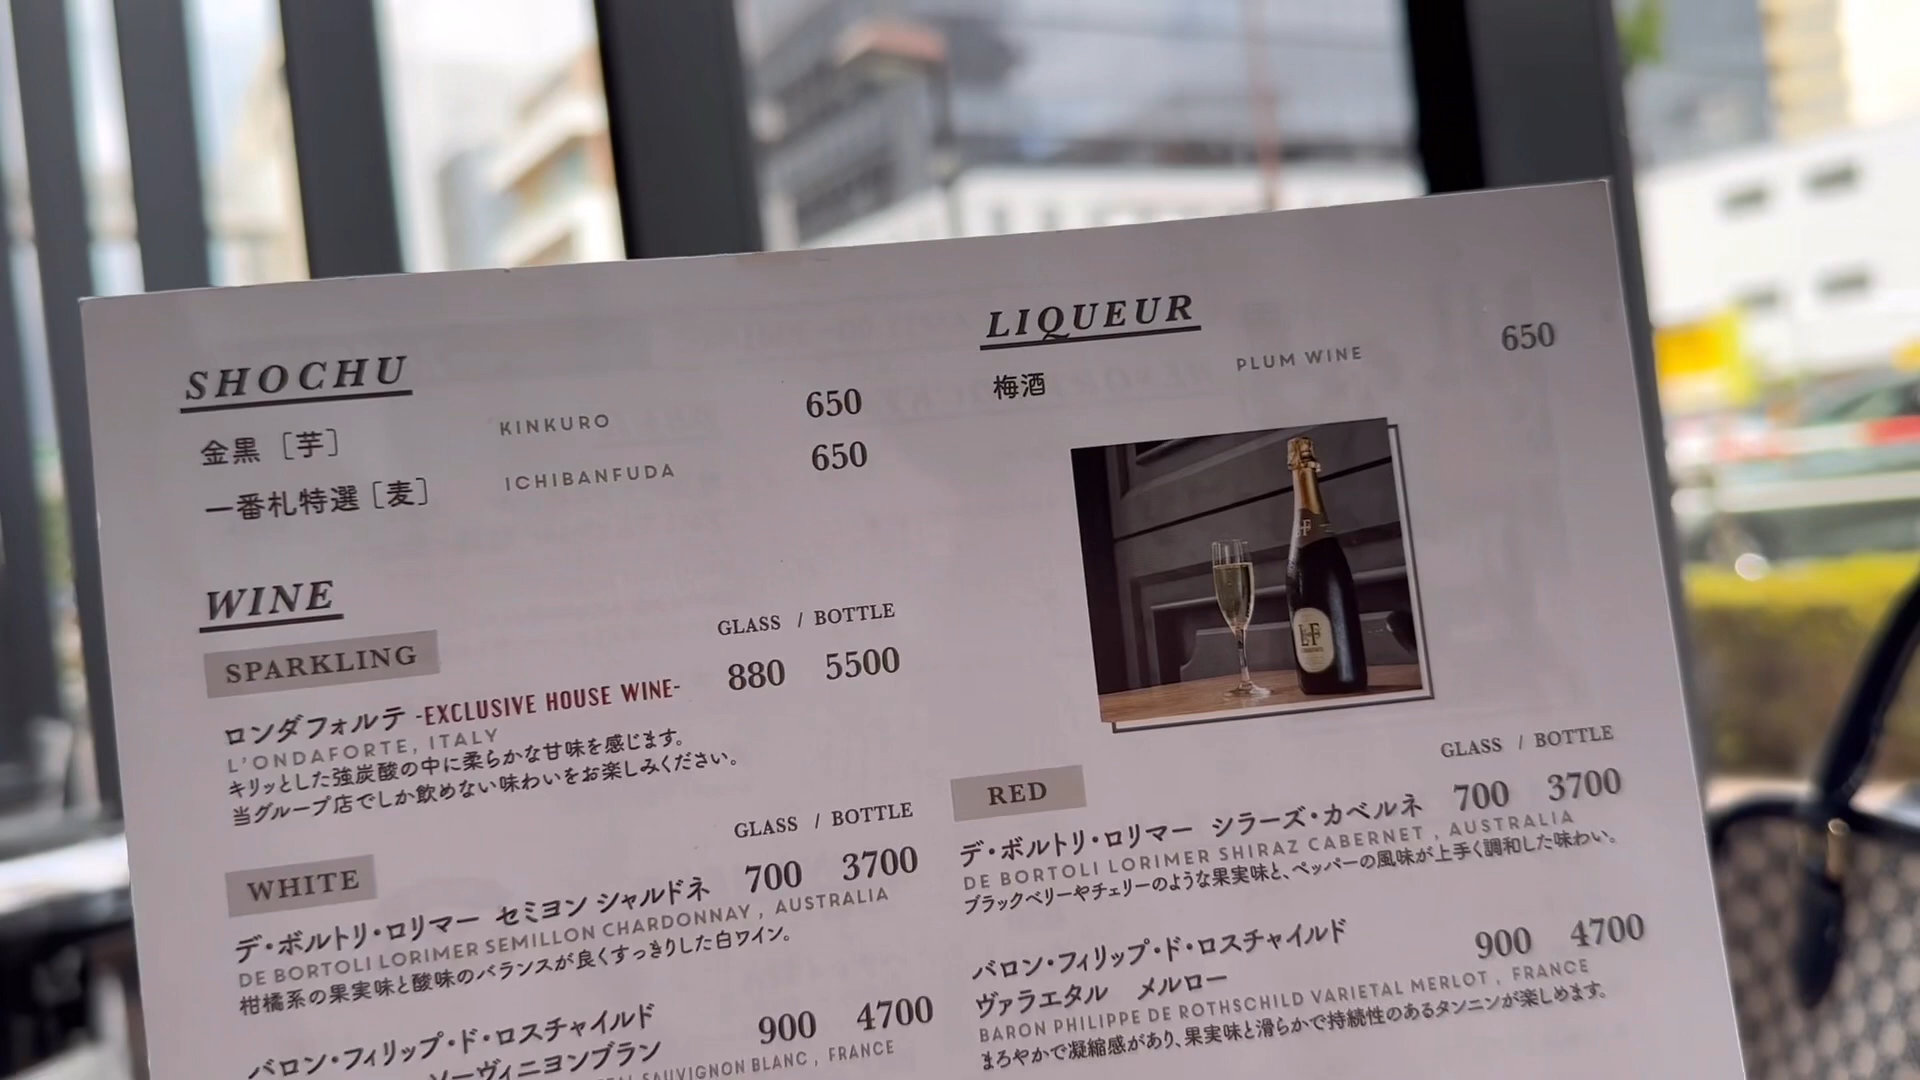 SHOCHU
金黒 [芋] KINKURO 650
一番札特選 [麦] ICHIBANFUDA 650
WINE
GLASS / BOTTLE
SPARKLING
ロンダフォルテ -EXCLUSIVE HOUSE WINE- 880 5500
L'ONDAFORTE, ITALY
キリッとした強炭酸の中に柔らかな甘味を感じます。
当グループ店でしか飲めない味わいをお楽しみください。
GLASS / BOTTLE
WHITE
デ・ボルトリ・ロリマー セミヨン シャルドネ 700 3700
DE BORTOLI LORIMER SEMILLON CHARDONNAY , AUSTRALIA
柑橘系の果実味と酸味のバランスが良くすっきりした白ワイン。
バロン・フィリップ・ド・ロスチャイルド 900 4700
ソーヴィニヨンブラン
SAUVIGNON BLANC , FRANCE
LIQUEUR
梅酒 PLUM WINE 650
LF
GLASS / BOTTLE
RED
デ・ボルトリ・ロリマー シラーズ・カベルネ 700 3700
DE BORTOLI LORIMER SHIRAZ CABERNET , AUSTRALIA
ブラックベリーやチェリーのような果実味と、ペッパーの風味が上手く調和した味わい。
バロン・フィリップ・ド・ロスチャイルド 900 4700
ヴァラエタル メルロー
BARON PHILIPPE DE ROTHSCHILD VARIETAL MERLOT , FRANCE
まろやかで凝縮感があり、果実味と滑らかで持続性のあるタンニンが楽しめます。